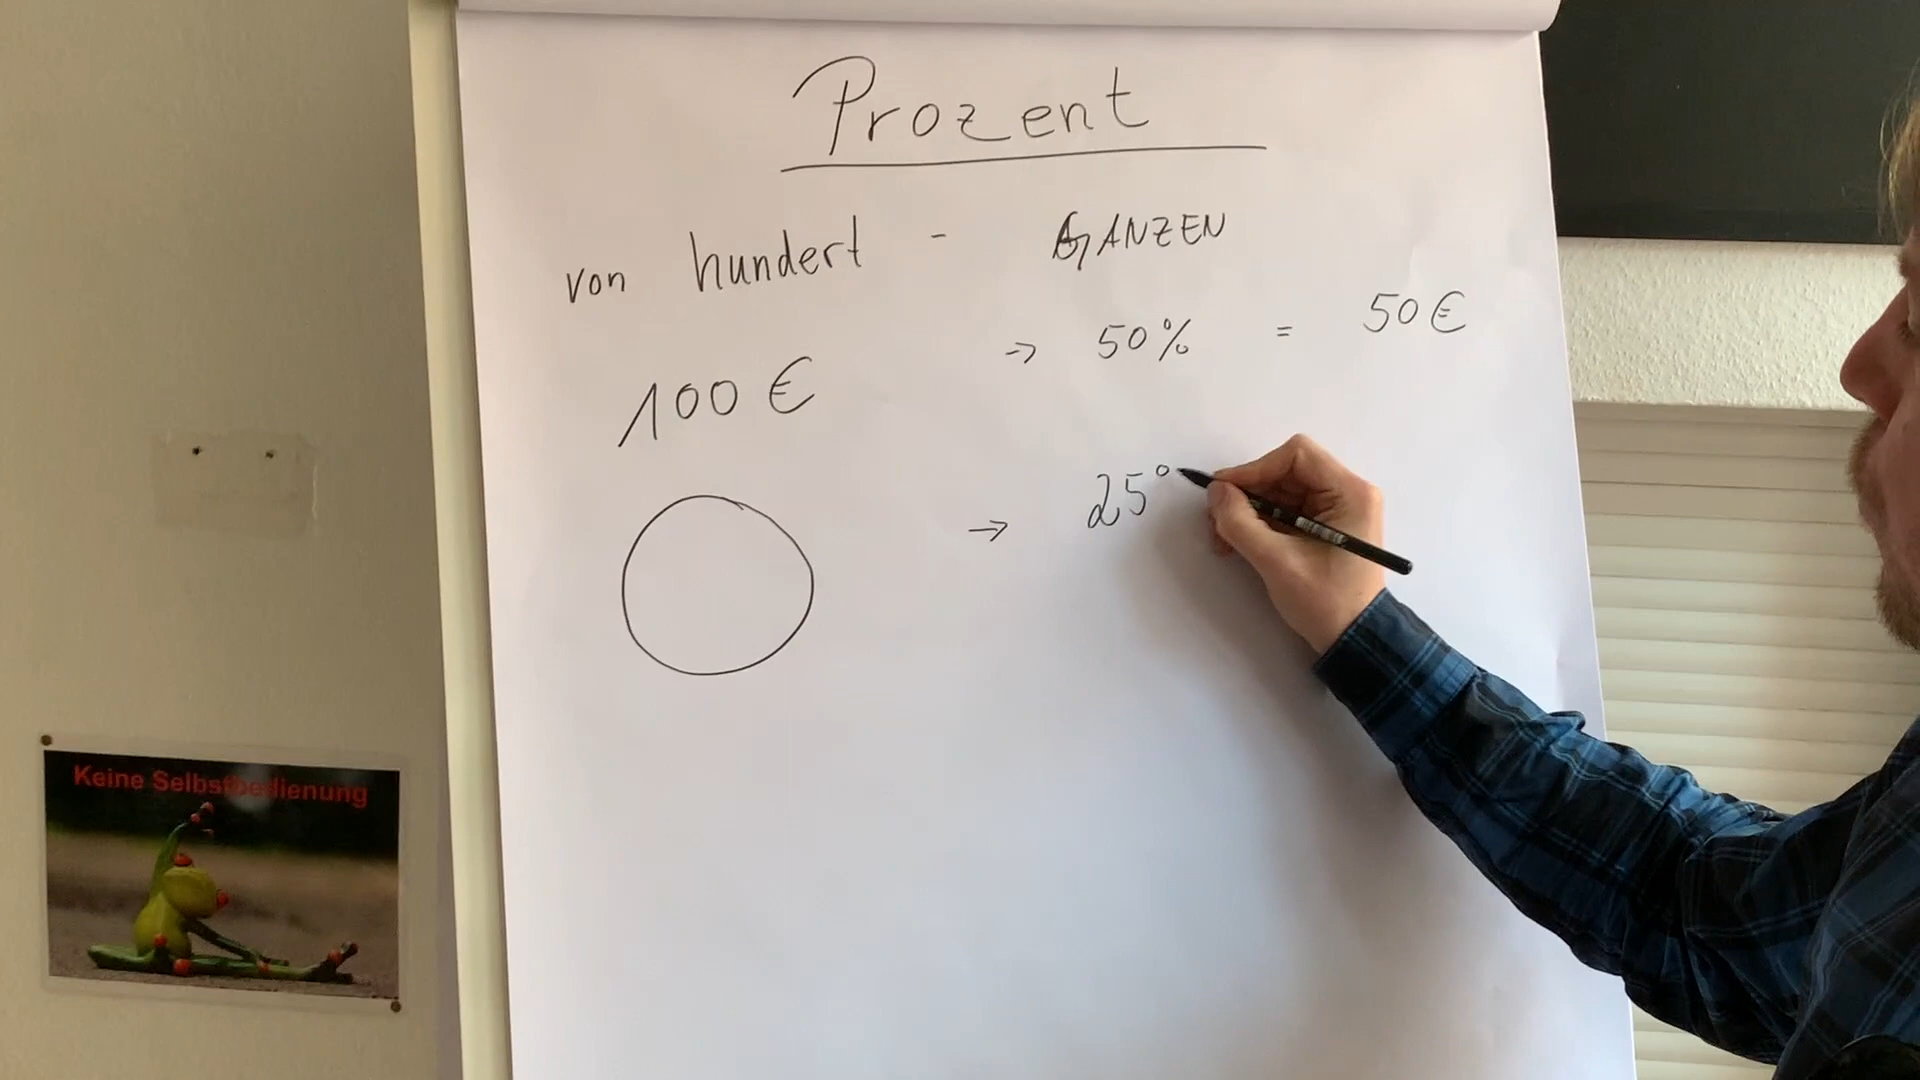 Prozent
von hundert - GANZEN
100 € → 50% = 50€
→ 25°
Keine Selbstbedienung